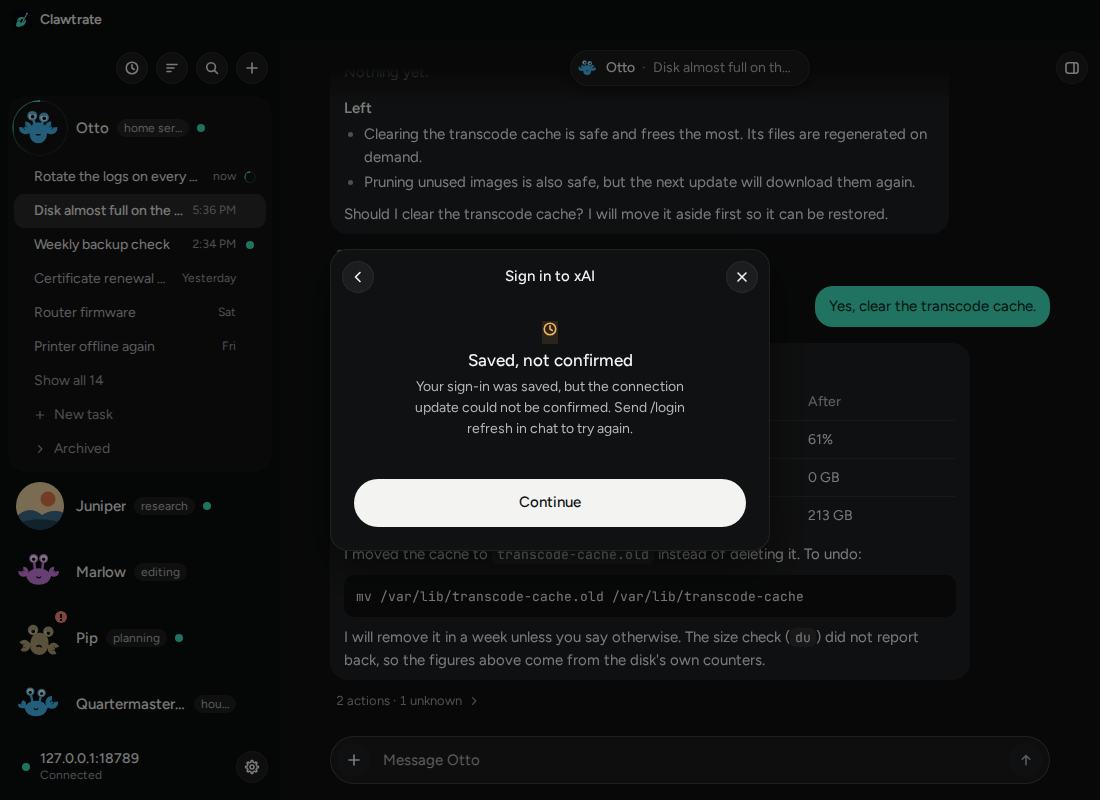 Clawtrate
Otto
home ser...
Rotate the logs on every ...
now
Disk almost full on the ...
5:36 PM
Weekly backup check
2:34 PM
Certificate renewal ...
Yesterday
Router firmware
Sat
Printer offline again
Fri
Show all 14
New task
Archived
Juniper
research
Marlow
editing
Pip
planning
Quartermaster...
hou...
127.0.0.1:18789
Connected
Otto · Disk almost full on th...
Nothing yet.
Left
Clearing the transcode cache is safe and frees the most. Its files are regenerated on
demand.
Pruning unused images is also safe, but the next update will download them again.
Should I clear the transcode cache? I will move it aside first so it can be restored.
Yes, clear the transcode cache.
Sign in to xAI
Saved, not confirmed
Your sign-in was saved, but the connection
update could not be confirmed. Send /login
refresh in chat to try again.
Continue
After
61%
0 GB
213 GB
I moved the cache to transcode-cache.old instead of deleting it. To undo:
mv /var/lib/transcode-cache.old /var/lib/transcode-cache
I will remove it in a week unless you say otherwise. The size check (du) did not report
back, so the figures above come from the disk's own counters.
2 actions · 1 unknown
Message Otto